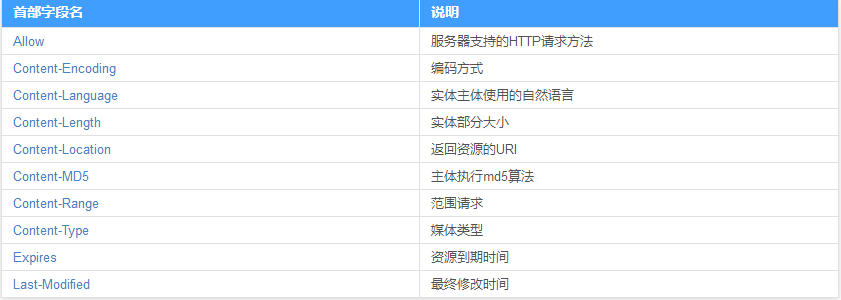 首部字段名 说明
Allow 服务器支持的HTTP请求方法
Content-Encoding 编码方式
Content-Language 实体主体使用的自然语言
Content-Length 实体部分大小
Content-Location 返回资源的URI
Content-MD5 主体执行md5算法
Content-Range 范围请求
Content-Type 媒体类型
Expires 资源到期时间
Last-Modified 最终修改时间